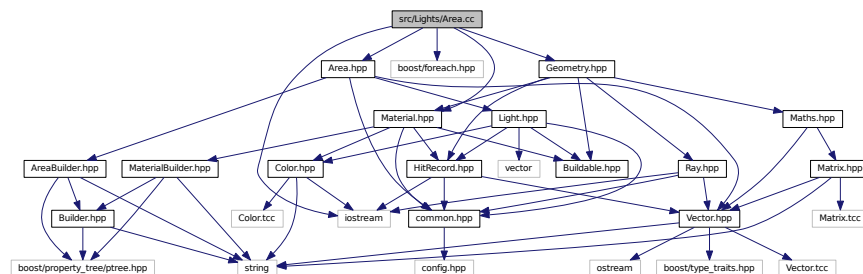 src/Lights/Area.cc
Area.hpp
boost/foreach.hpp
Geometry.hpp
Material.hpp
Light.hpp
Maths.hpp
AreaBuilder.hpp
MaterialBuilder.hpp
Color.hpp
HitRecord.hpp
vector
Buildable.hpp
Ray.hpp
Matrix.hpp
Builder.hpp
Color.tcc
iostream
common.hpp
Vector.hpp
Matrix.tcc
boost/property_tree/ptree.hpp
string
config.hpp
ostream
boost/type_traits.hpp
Vector.tcc